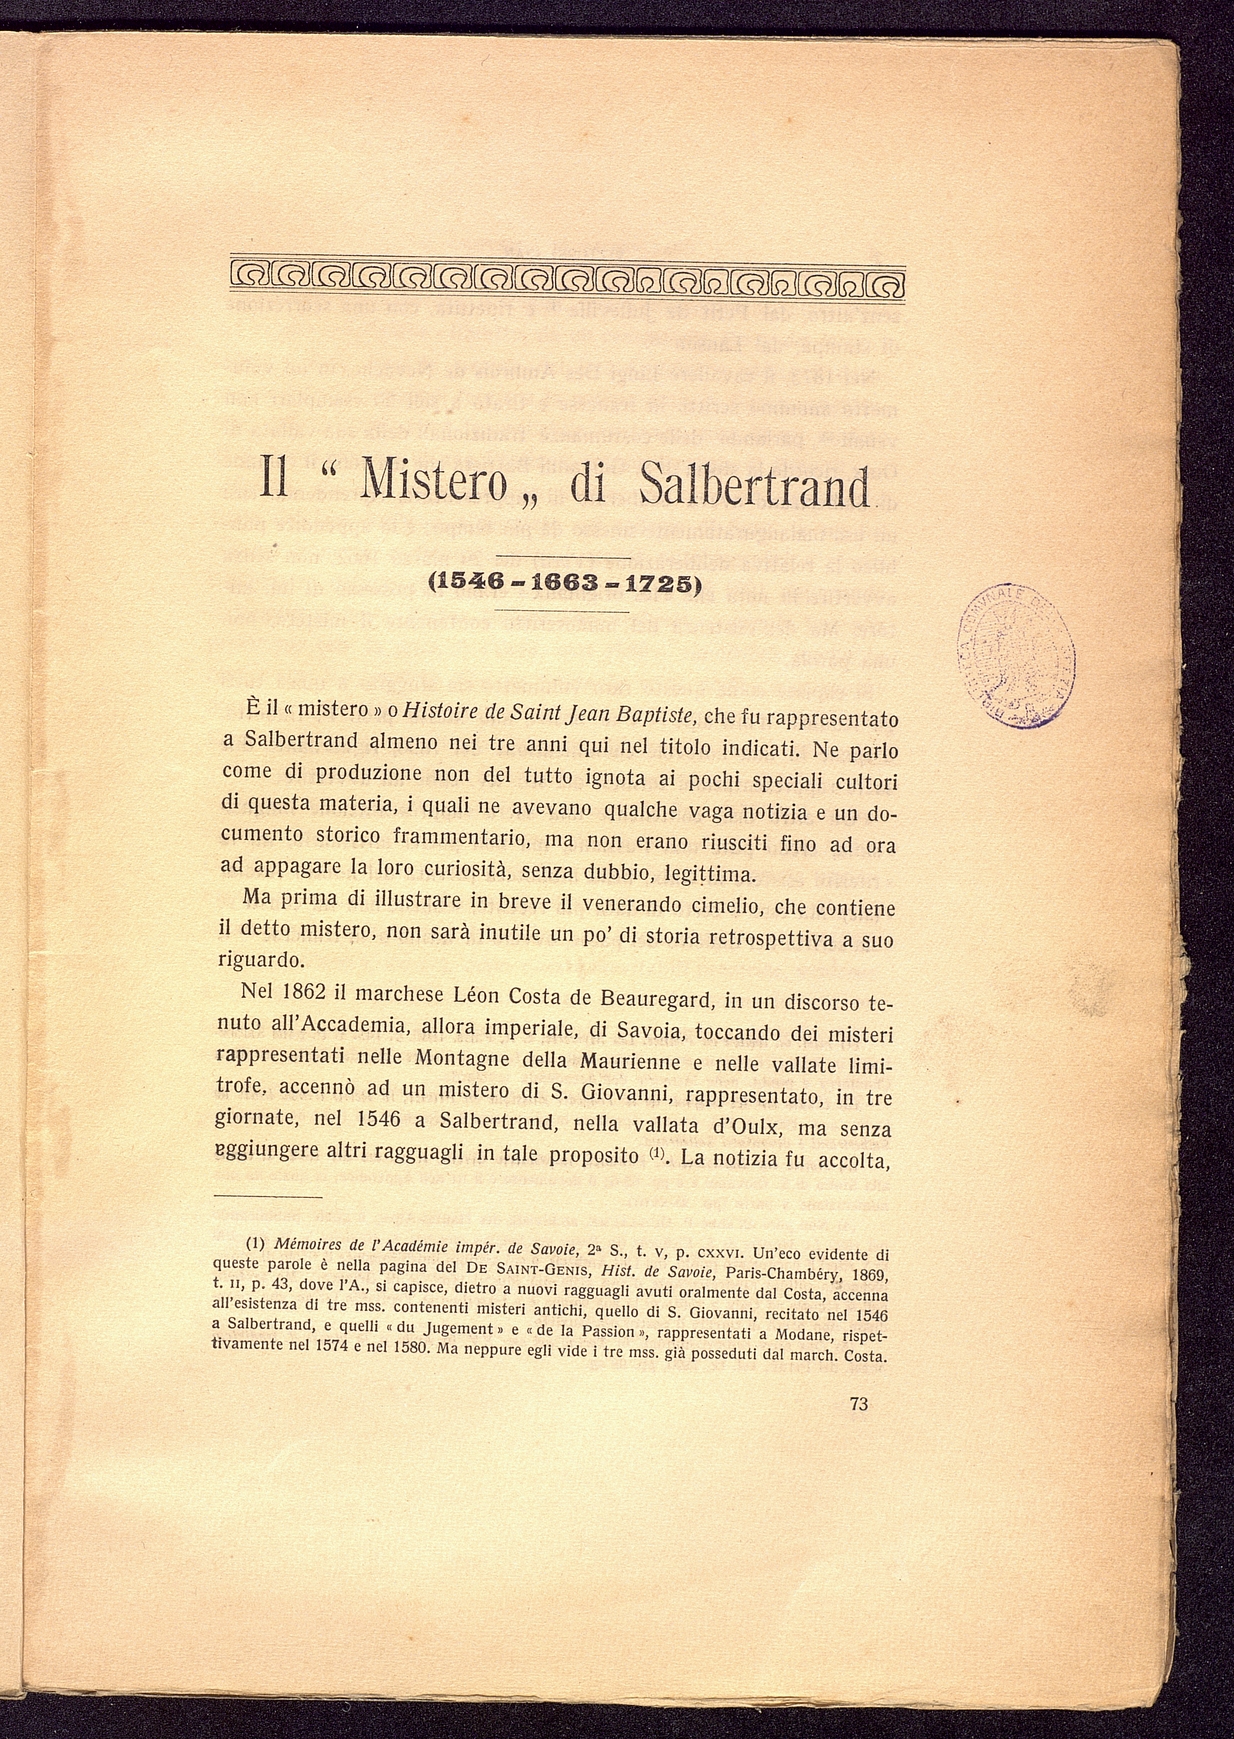 Il “ Mistero „ di Salbertrand
(1546-1663-1725)
È il « mistero » o Histoire de Saint Jean Baptiste, che fu rappresentato
a Salbertrand almeno nei tre anni qui nel titolo indicati. Ne parlo
come di produzione non del tutto ignota ai pochi speciali cultori
di questa materia, i quali ne avevano qualche vaga notizia e un do-
cumento storico frammentario, ma non erano riusciti fino ad ora
ad appagare la loro curiosità, senza dubbio, legittima.
Ma prima di illustrare in breve il venerando cimelio, che contiene
il detto mistero, non sarà inutile un po’ di storia retrospettiva a suo
riguardo.
Nel 1862 il marchese Léon Costa de Beauregard, in un discorso te-
nuto all’Accademia, allora imperiale, di Savoia, toccando dei misteri
rappresentati nelle Montagne della Maurienne e nelle vallate limi-
trofe, accennò ad un mistero di S. Giovanni, rappresentato, in tre
giornate, nel 1546 a Salbertrand, nella vallata d’Oulx, ma senza
aggiungere altri ragguagli in tale proposito (1). La notizia fu accolta,
(1) Mémoires de l’Académie impér. de Savoie, 2ª S., t. V, p. CXXVI. Un’eco evidente di
queste parole è nella pagina del DE SAINT-GENIS, Hist. de Savoie, Paris-Chambéry, 1869,
t. II, p. 43, dove l’A., si capisce, dietro a nuovi ragguagli avuti oralmente dal Costa, accenna
all’esistenza di tre mss. contenenti misteri antichi, quello di S. Giovanni, recitato nel 1546
a Salbertrand, e quelli « du Jugement » e « de la Passion », rappresentati a Modane, rispet-
tivamente nel 1574 e nel 1580. Ma neppure egli vide i tre mss. già posseduti dal march. Costa.
73